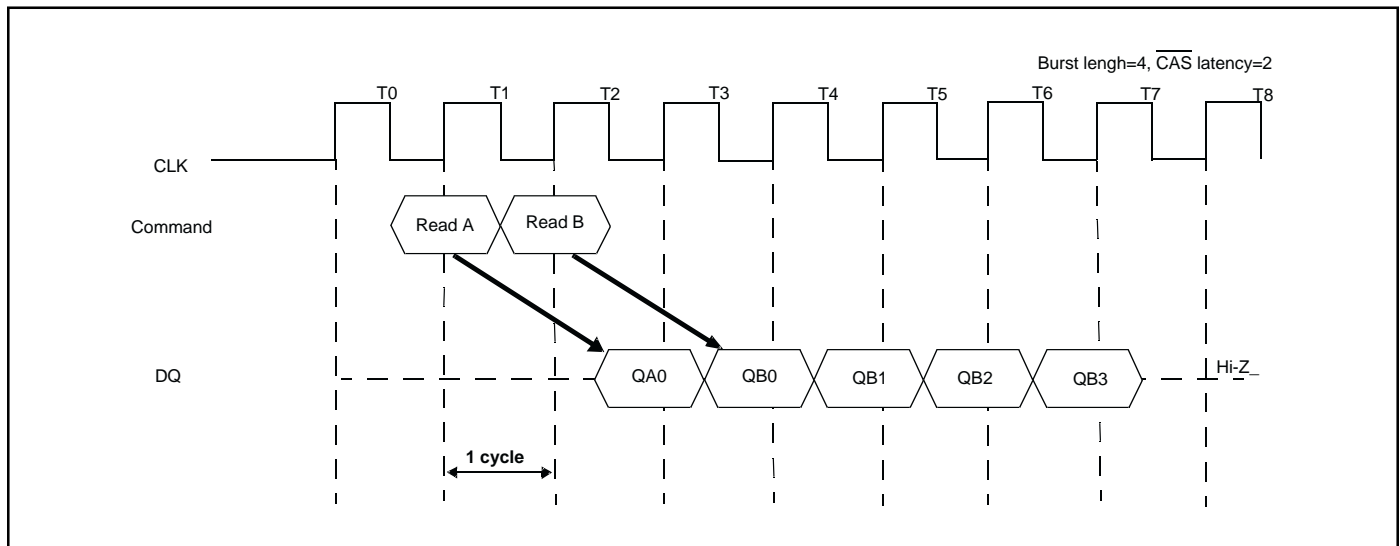 Burst lengh=4, CAS latency=2
T0 T1 T2 T3 T4 T5 T6 T7 T8
CLK
Command Read A Read B
DQ QA0 QB0 QB1 QB2 QB3 Hi-Z_
1 cycle